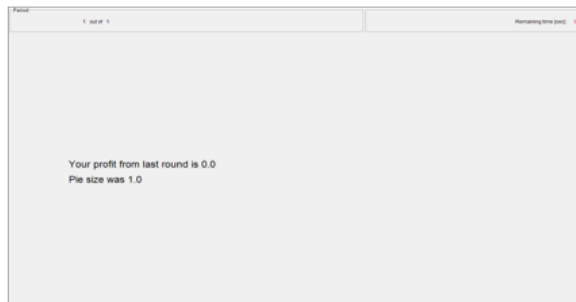 Period
1 out of 1
Remaining time [sec]:
Your profit from last round is 0.0
Pie size was 1.0